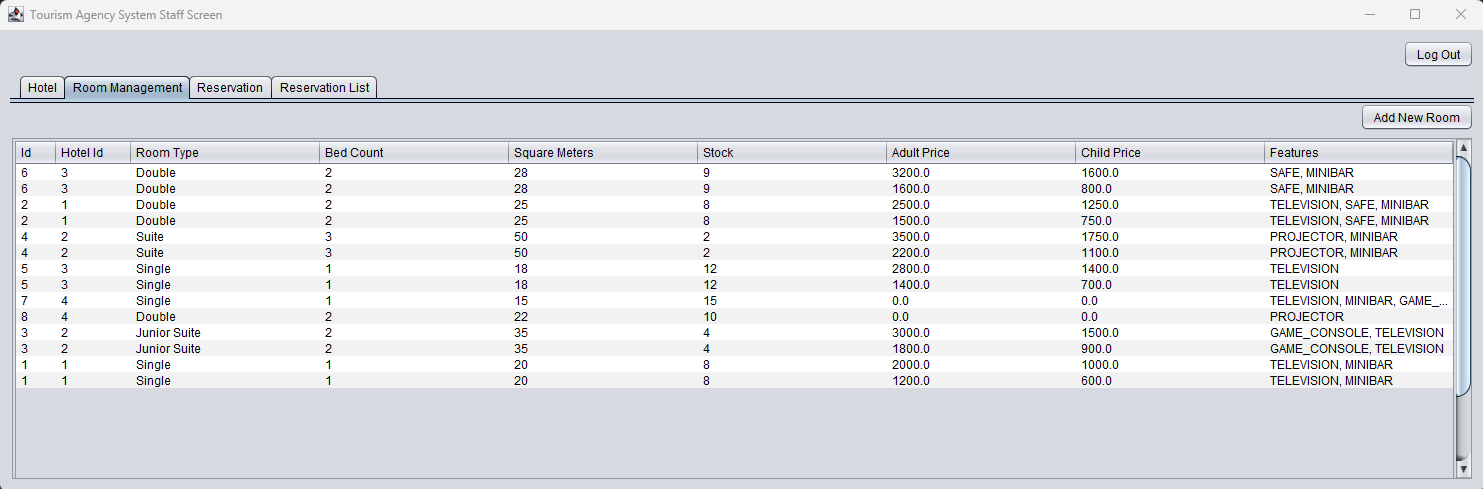 Tourism Agency System Staff Screen
Log Out
Hotel Room Management Reservation Reservation List
Add New Room
Id Hotel Id Room Type Bed Count Square Meters Stock Adult Price Child Price Features
6 3 Double 2 28 9 3200.0 1600.0 SAFE, MINIBAR
6 3 Double 2 28 9 1600.0 800.0 SAFE, MINIBAR
2 1 Double 2 25 8 2500.0 1250.0 TELEVISION, SAFE, MINIBAR
2 1 Double 2 25 8 1500.0 750.0 TELEVISION, SAFE, MINIBAR
4 2 Suite 3 50 2 3500.0 1750.0 PROJECTOR, MINIBAR
4 2 Suite 3 50 2 2200.0 1100.0 PROJECTOR, MINIBAR
5 3 Single 1 18 12 2800.0 1400.0 TELEVISION
5 3 Single 1 18 12 1400.0 700.0 TELEVISION
7 4 Single 1 15 15 0.0 0.0 TELEVISION, MINIBAR, GAME_...
8 4 Double 2 22 10 0.0 0.0 PROJECTOR
3 2 Junior Suite 2 35 4 3000.0 1500.0 GAME_CONSOLE, TELEVISION
3 2 Junior Suite 2 35 4 1800.0 900.0 GAME_CONSOLE, TELEVISION
1 1 Single 1 20 8 2000.0 1000.0 TELEVISION, MINIBAR
1 1 Single 1 20 8 1200.0 600.0 TELEVISION, MINIBAR